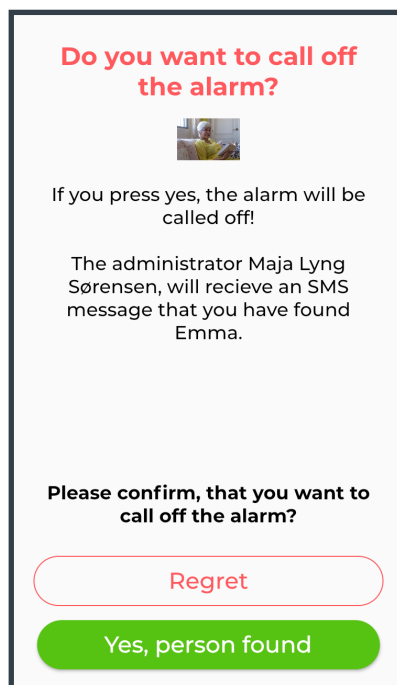 Do you want to call off
the alarm?
If you press yes, the alarm will be
called off!
The administrator Maja Lyng
Sørensen, will recieve an SMS
message that you have found
Emma.
Please confirm, that you want to
call off the alarm?
Regret
Yes, person found